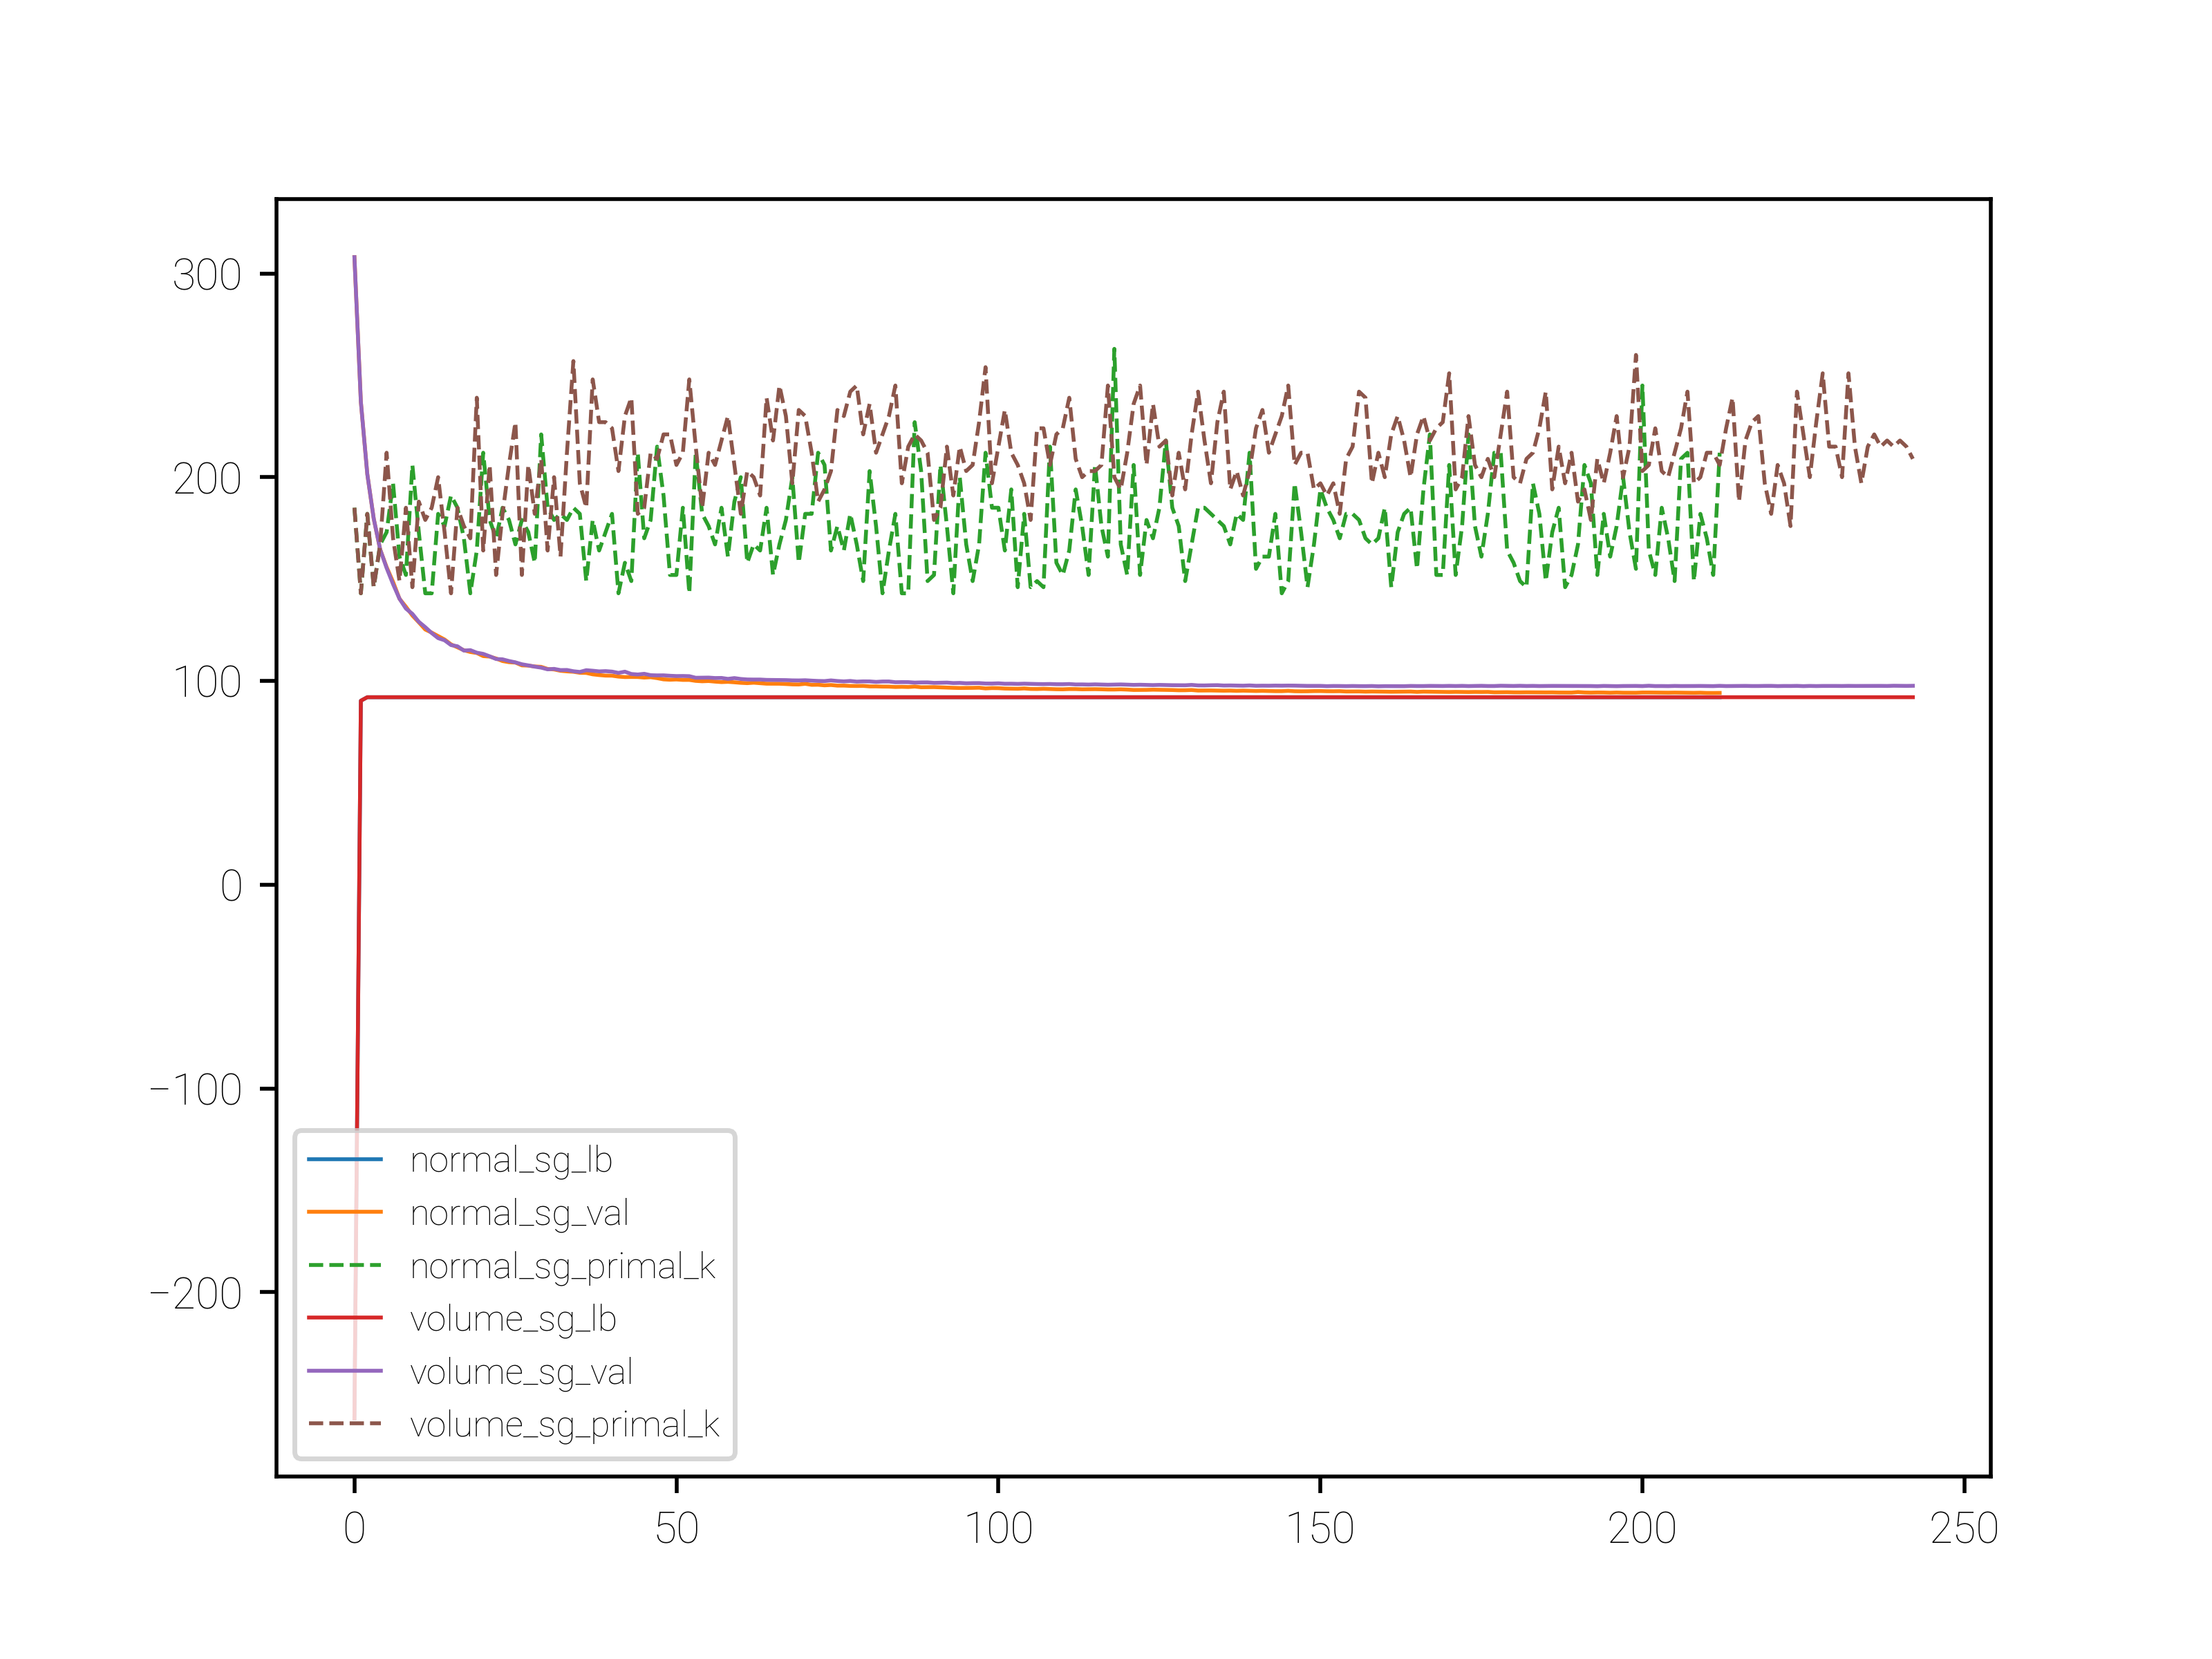 300
200
100
0
−100
−200
normal_sg_lb
normal_sg_val
normal_sg_primal_k
volume_sg_lb
volume_sg_val
volume_sg_primal_k
0 50 100 150 200 250